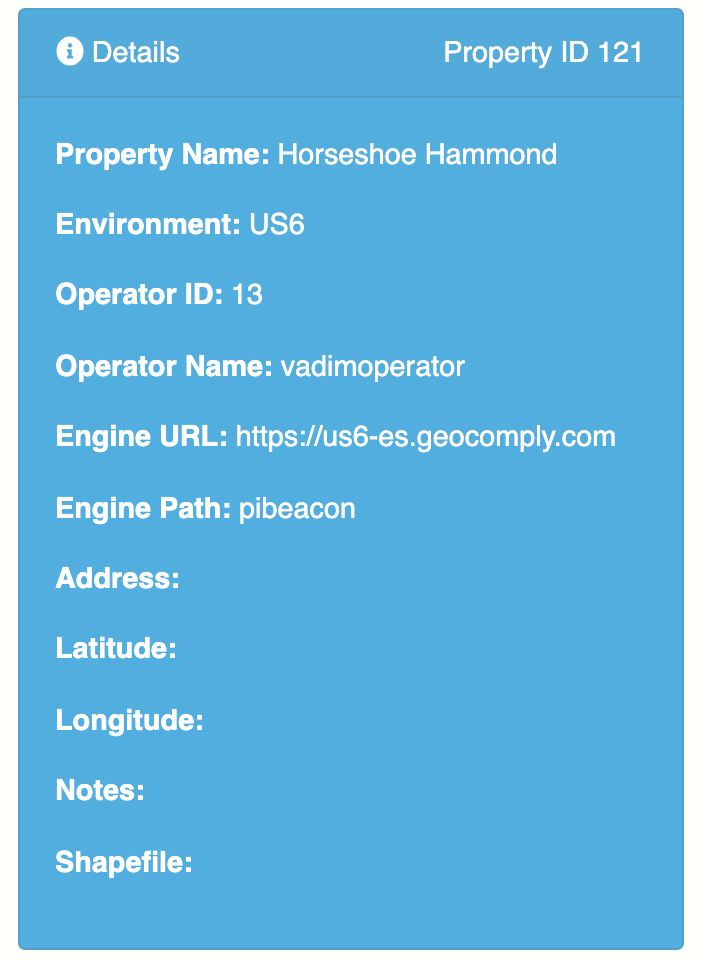 Details
Property ID 121
Property Name: Horseshoe Hammond
Environment: US6
Operator ID: 13
Operator Name: vadimoperator
Engine URL: https://us6-es.geocomply.com
Engine Path: pibeacon
Address:
Latitude:
Longitude:
Notes:
Shapefile: